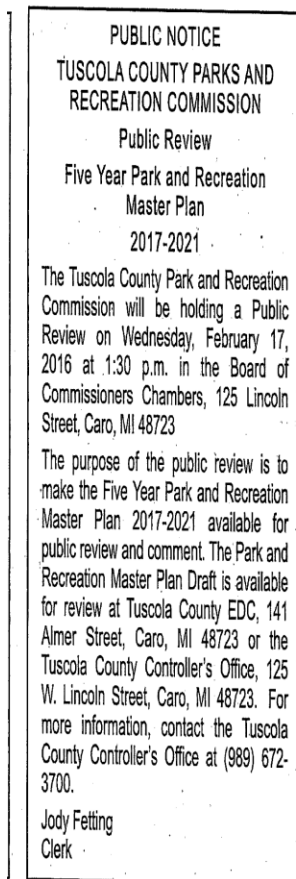 PUBLIC NOTICE
TUSCOLA COUNTY PARKS AND
RECREATION COMMISSION
Public Review
Five Year Park and Recreation
Master Plan
2017-2021
The Tuscola County Park and Recreation
Commission will be holding a Public
Review on Wednesday, February 17,
2016 at 1:30 p.m. in the Board of
Commissioners Chambers, 125 Lincoln
Street, Caro, MI 48723
The purpose of the public review is to
make the Five Year Park and Recreation
Master Plan 2017-2021 available for
public review and comment. The Park and
Recreation Master Plan Draft is available
for review at Tuscola County EDC, 141
Almer Street, Caro, MI 48723 or the
Tuscola County Controller's Office, 125
W. Lincoln Street, Caro, MI 48723. For
more information, contact the Tuscola
County Controller's Office at (989) 672-
3700.
Jody Fetting
Clerk